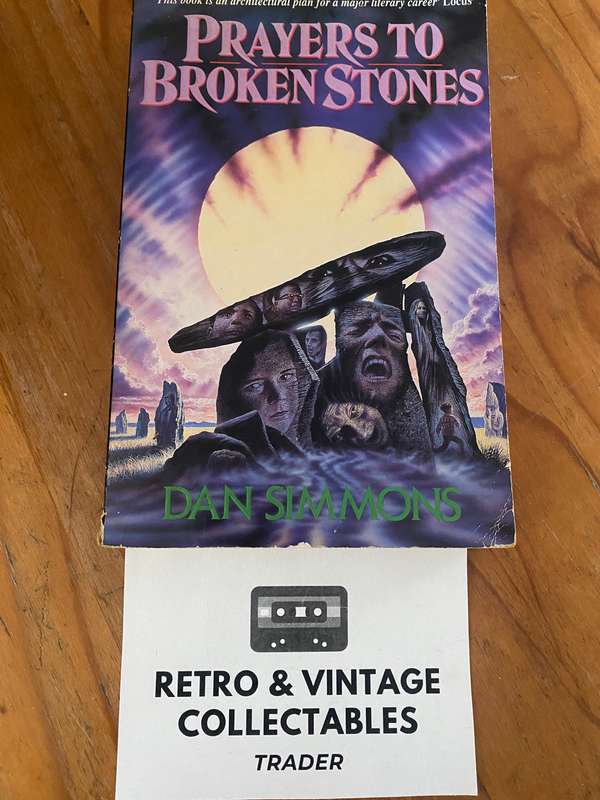 This book is an architectural plan for a major literary career' Locus
PRAYERS TO
BROKEN STONES
DAN SIMMONS
RETRO & VINTAGE
COLLECTABLES
TRADER